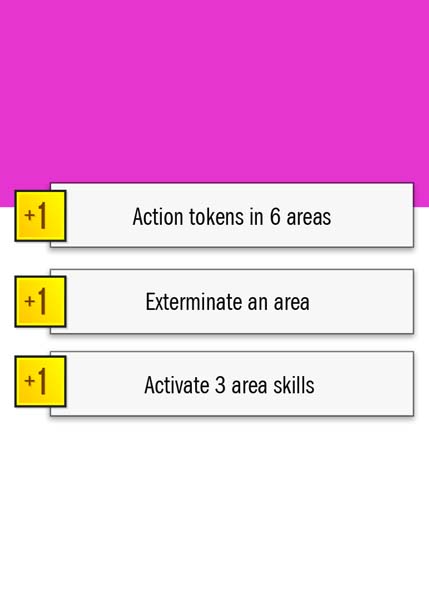 +1 Action tokens in 6 areas
+1 Exterminate an area
+1 Activate 3 area skills